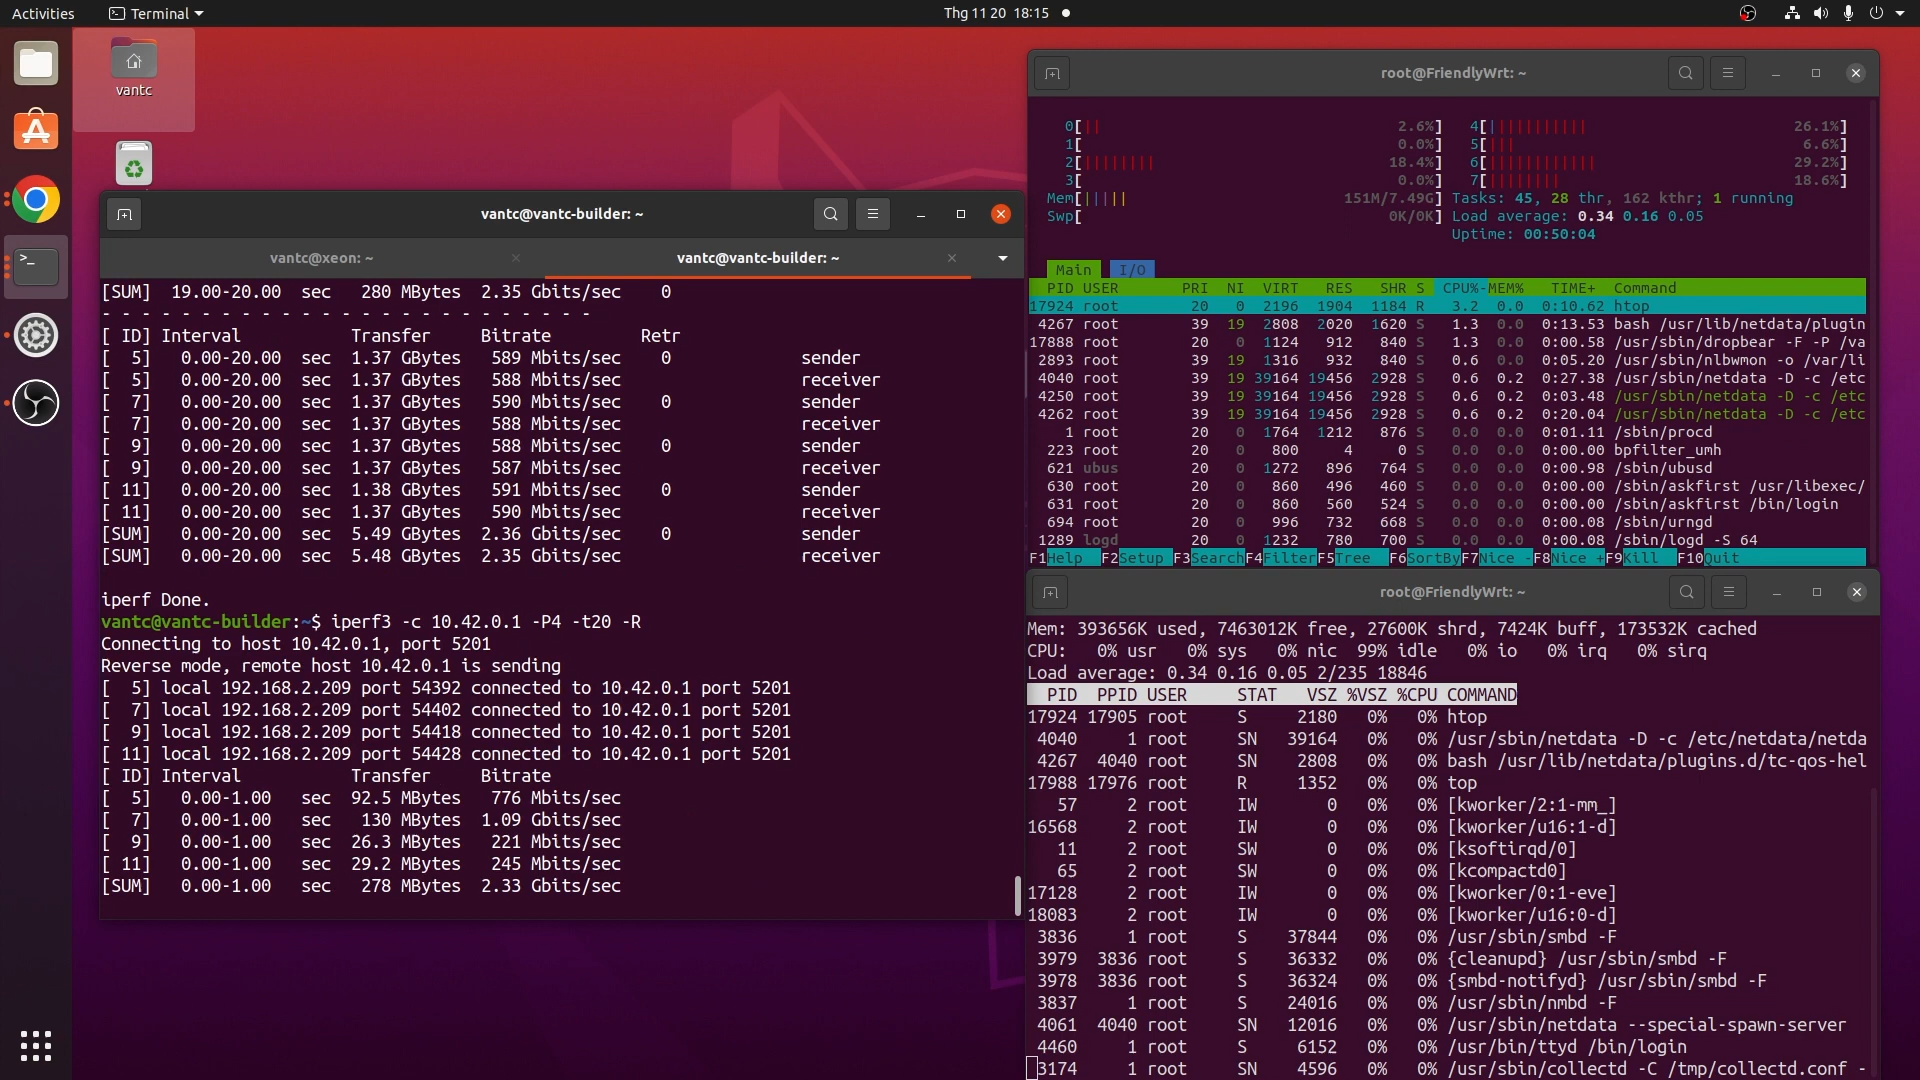 Activities
Terminal
Thg 11 20 18:15
vantc
vantc@vantc-builder: ~
vantc@xeon: ~
vantc@vantc-builder: ~
[SUM] 19.00-20.00 sec 280 MBytes 2.35 Gbits/sec 0
- - - - - - - - - - - - - - - - - - - - - - - - -
[ ID] Interval Transfer Bitrate Retr
[ 5] 0.00-20.00 sec 1.37 GBytes 589 Mbits/sec 0 sender
[ 5] 0.00-20.00 sec 1.37 GBytes 588 Mbits/sec receiver
[ 7] 0.00-20.00 sec 1.37 GBytes 590 Mbits/sec 0 sender
[ 7] 0.00-20.00 sec 1.37 GBytes 588 Mbits/sec receiver
[ 9] 0.00-20.00 sec 1.37 GBytes 588 Mbits/sec 0 sender
[ 9] 0.00-20.00 sec 1.37 GBytes 587 Mbits/sec receiver
[ 11] 0.00-20.00 sec 1.38 GBytes 591 Mbits/sec 0 sender
[ 11] 0.00-20.00 sec 1.37 GBytes 590 Mbits/sec receiver
[SUM] 0.00-20.00 sec 5.49 GBytes 2.36 Gbits/sec 0 sender
[SUM] 0.00-20.00 sec 5.48 GBytes 2.35 Gbits/sec receiver
iperf Done.
vantc@vantc-builder:~$ iperf3 -c 10.42.0.1 -P4 -t20 -R
Connecting to host 10.42.0.1, port 5201
Reverse mode, remote host 10.42.0.1 is sending
[ 5] local 192.168.2.209 port 54392 connected to 10.42.0.1 port 5201
[ 7] local 192.168.2.209 port 54402 connected to 10.42.0.1 port 5201
[ 9] local 192.168.2.209 port 54418 connected to 10.42.0.1 port 5201
[ 11] local 192.168.2.209 port 54428 connected to 10.42.0.1 port 5201
[ ID] Interval Transfer Bitrate
[ 5] 0.00-1.00 sec 92.5 MBytes 776 Mbits/sec
[ 7] 0.00-1.00 sec 130 MBytes 1.09 Gbits/sec
[ 9] 0.00-1.00 sec 26.3 MBytes 221 Mbits/sec
[ 11] 0.00-1.00 sec 29.2 MBytes 245 Mbits/sec
[SUM] 0.00-1.00 sec 278 MBytes 2.33 Gbits/sec
root@FriendlyWrt: ~
0[|| 2.6%] 4[||||||||||| 26.1%]
1[ 0.0%] 5[||| 6.6%]
2[|||||||| 18.4%] 6[|||||||||||| 29.2%]
3[ 0.0%] 7[|||||||| 18.6%]
Mem[||||| 151M/7.49G] Tasks: 45, 28 thr, 162 kthr; 1 running
Swp[ 0K/0K] Load average: 0.34 0.16 0.05
Uptime: 00:50:04
Main I/O
PID USER PRI NI VIRT RES SHR S CPU%-MEM% TIME+ Command
17924 root 20 0 2196 1904 1184 R 3.2 0.0 0:10.62 htop
4267 root 39 19 2808 2020 1620 S 1.3 0.0 0:13.53 bash /usr/lib/netdata/plugin
17888 root 20 0 1124 912 840 S 1.3 0.0 0:00.58 /usr/sbin/dropbear -F -P /va
2893 root 39 19 1316 932 840 S 0.6 0.0 0:05.20 /usr/sbin/nlbwmon -o /var/li
4040 root 39 19 39164 19456 2928 S 0.6 0.2 0:27.38 /usr/sbin/netdata -D -c /etc
4250 root 39 19 39164 19456 2928 S 0.6 0.2 0:03.48 /usr/sbin/netdata -D -c /etc
4262 root 39 19 39164 19456 2928 S 0.6 0.2 0:20.04 /usr/sbin/netdata -D -c /etc
1 root 20 0 1764 1212 876 S 0.0 0.0 0:01.11 /sbin/procd
223 root 20 0 800 4 0 S 0.0 0.0 0:00.00 bpfilter_umh
621 ubus 20 0 1272 896 764 S 0.0 0.0 0:00.98 /sbin/ubusd
630 root 20 0 860 496 460 S 0.0 0.0 0:00.00 /sbin/askfirst /usr/libexec/
631 root 20 0 860 560 524 S 0.0 0.0 0:00.00 /sbin/askfirst /bin/login
694 root 20 0 996 732 668 S 0.0 0.0 0:00.08 /sbin/urngd
1289 logd 20 0 1232 780 700 S 0.0 0.0 0:00.08 /sbin/logd -S 64
F1Help F2Setup F3SearchF4FilterF5Tree F6SortByF7Nice -F8Nice +F9Kill F10Quit
root@FriendlyWrt: ~
Mem: 393656K used, 7463012K free, 27600K shrd, 7424K buff, 173532K cached
CPU: 0% usr 0% sys 0% nic 99% idle 0% io 0% irq 0% sirq
Load average: 0.34 0.16 0.05 2/235 18846
PID PPID USER STAT VSZ %VSZ %CPU COMMAND
17924 17905 root S 2180 0% 0% htop
4040 1 root SN 39164 0% 0% /usr/sbin/netdata -D -c /etc/netdata/netda
4267 4040 root SN 2808 0% 0% bash /usr/lib/netdata/plugins.d/tc-qos-hel
17988 17976 root R 1352 0% 0% top
57 2 root IW 0 0% 0% [kworker/2:1-mm_]
16568 2 root IW 0 0% 0% [kworker/u16:1-d]
11 2 root SW 0 0% 0% [ksoftirqd/0]
65 2 root SW 0 0% 0% [kcompactd0]
17128 2 root IW 0 0% 0% [kworker/0:1-eve]
18083 2 root IW 0 0% 0% [kworker/u16:0-d]
3836 1 root S 37844 0% 0% /usr/sbin/smbd -F
3979 3836 root S 36332 0% 0% {cleanupd} /usr/sbin/smbd -F
3978 3836 root S 36324 0% 0% {smbd-notifyd} /usr/sbin/smbd -F
3837 1 root S 24016 0% 0% /usr/sbin/nmbd -F
4061 4040 root SN 12016 0% 0% /usr/sbin/netdata --special-spawn-server
4460 1 root S 6152 0% 0% /usr/bin/ttyd /bin/login
3174 1 root SN 4596 0% 0% /usr/sbin/collectd -C /tmp/collectd.conf -